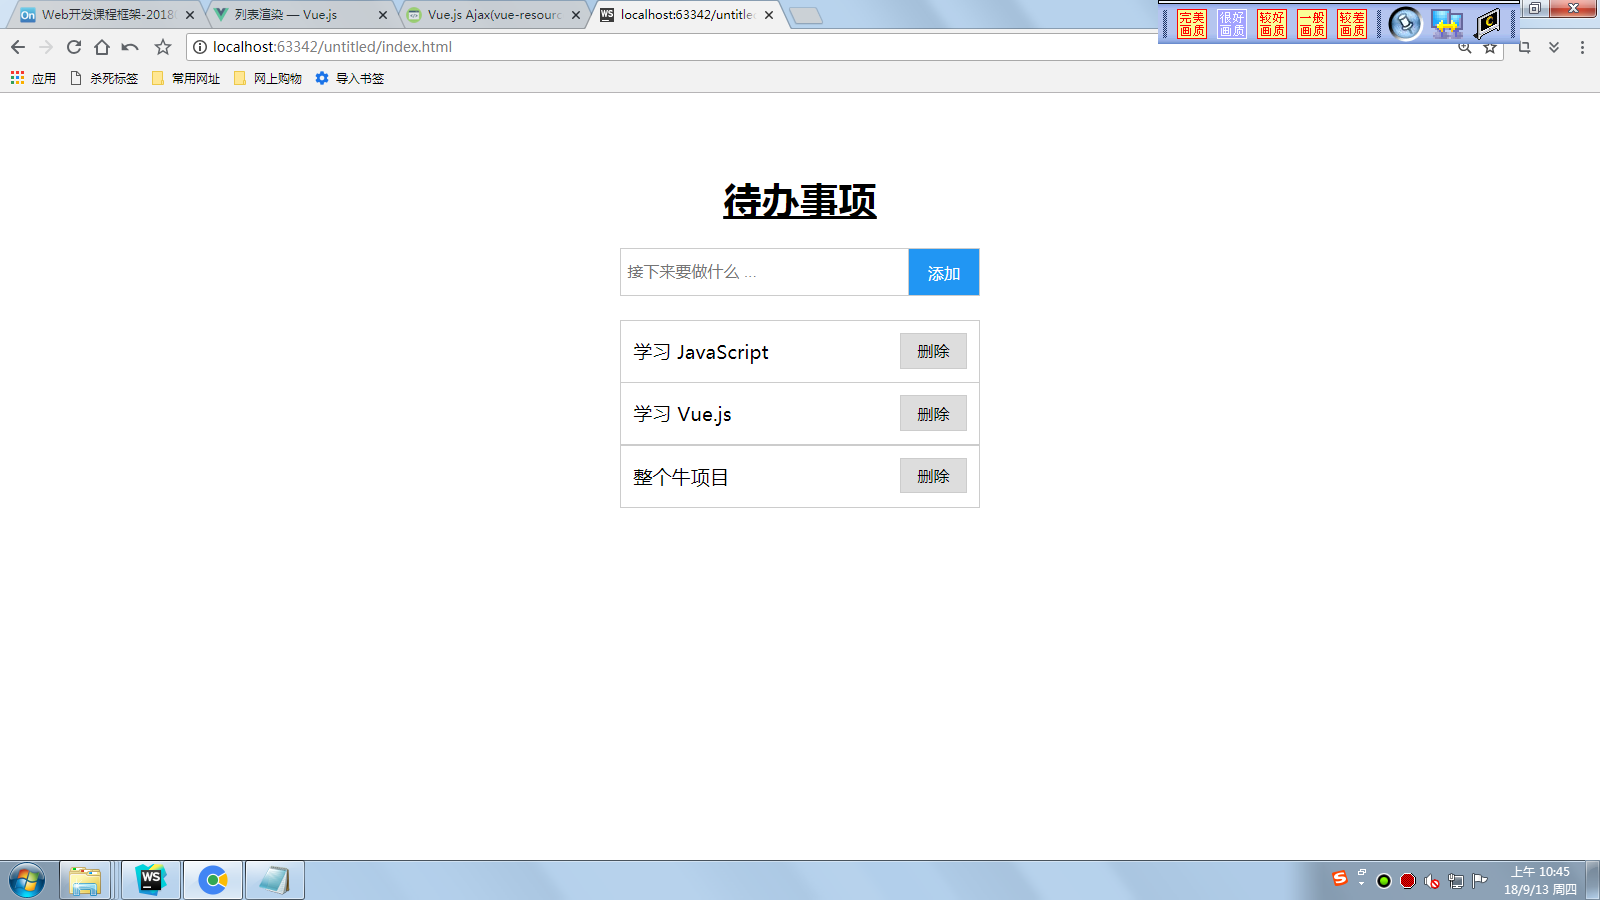 Web开发课程框架-2018
列表渲染 — Vue.js
Vue.js Ajax(vue-resourc
localhost:63342/untitle
完美画质
很好画质
较好画质
一般画质
较差画质
localhost:63342/untitled/index.html
应用
杀死标签
常用网址
网上购物
导入书签
待办事项
接下来要做什么 ...
添加
学习 JavaScript
删除
学习 Vue.js
删除
整个牛项目
删除
上午 10:45
18/9/13 周四